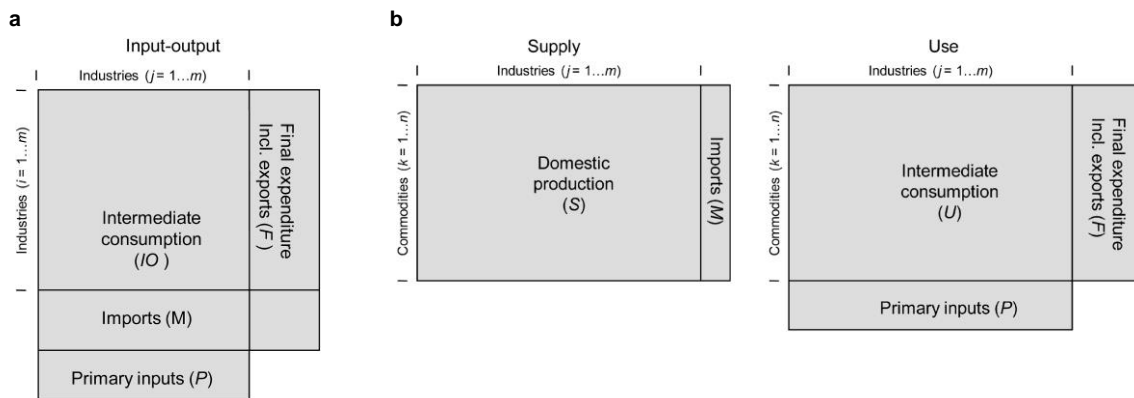 a
Input-output
Industries (j = 1...m)
Industries (i = 1...m)
Intermediate
consumption
(IO )
Final expenditure
Incl. exports (F )
Imports (M)
Primary inputs (P)
b
Supply
Industries (j = 1...m)
Commodities (k = 1...n)
Domestic
production
(S)
Imports (M)
Use
Industries (j = 1...m)
Commodities (k = 1...n)
Intermediate
consumption
(U)
Final expenditure
Incl. exports (F)
Primary inputs (P)